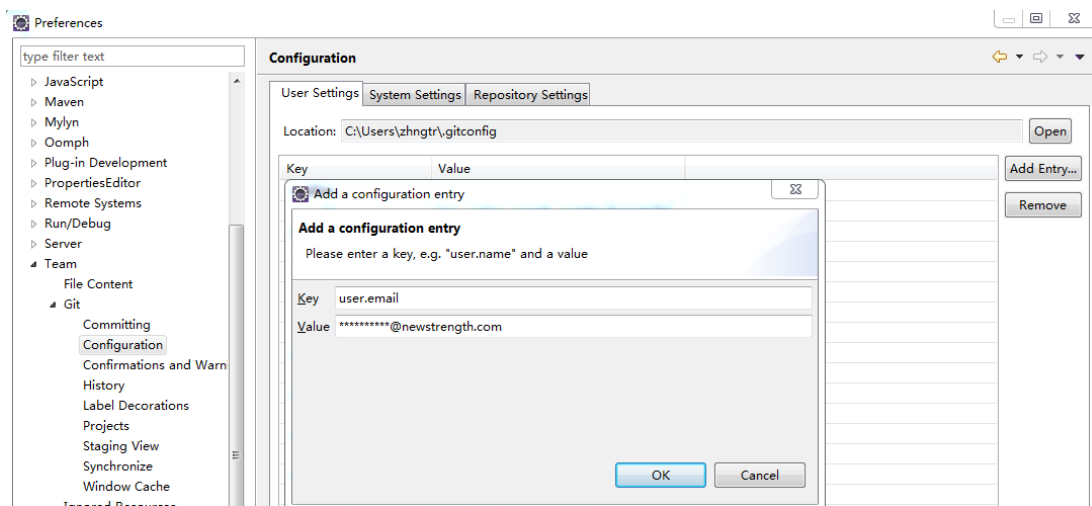 Preferences
type filter text
JavaScript
Maven
Mylyn
Oomph
Plug-in Development
PropertiesEditor
Remote Systems
Run/Debug
Server
Team
File Content
Git
Committing
Configuration
Confirmations and Warni
History
Label Decorations
Projects
Staging View
Synchronize
Window Cache
Ignored Resources
Configuration
User Settings System Settings Repository Settings
Location: C:\Users\zhngtr\.gitconfig Open
Key Value Add Entry...
Remove
Add a configuration entry
Add a configuration entry
Please enter a key, e.g. "user.name" and a value
Key user.email
Value **********@newstrength.com
OK Cancel